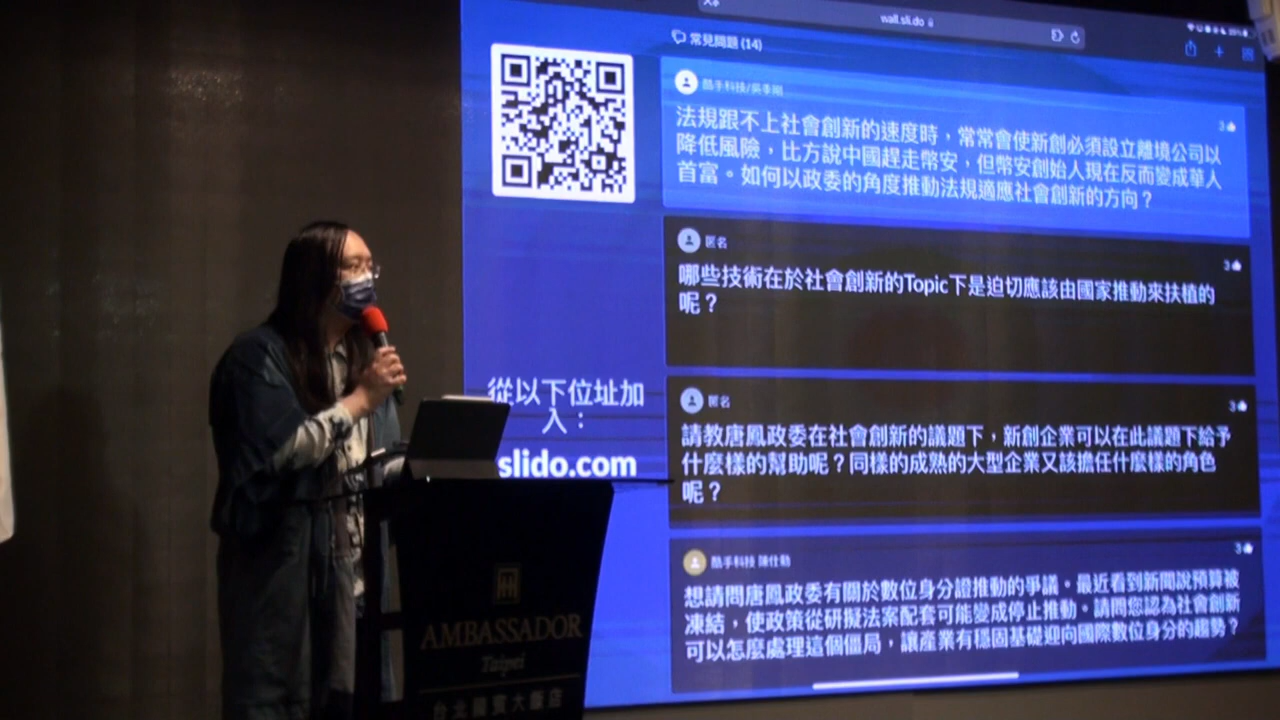 wall.sli.do
常見問題 (14)
酷手科技/吳季剛
3
法規跟不上社會創新的速度時，常常會使新創必須設立離境公司以
降低風險，比方說中國趕走幣安，但幣安創始人現在反而變成華人
首富。如何以政委的角度推動法規適應社會創新的方向？
匿名
3
哪些技術在於社會創新的Topic下是迫切應該由國家推動來扶植的
呢？
匿名
3
請教唐鳳政委在社會創新的議題下，新創企業可以在此議題下給予
什麼樣的幫助呢？同樣的成熟的大型企業又該擔任什麼樣的角色
呢？
酷手科技 陳仕勛
3
想請問唐鳳政委有關於數位身分證推動的爭議。最近看到新聞說預算被
凍結，使政策從研擬法案配套可能變成停止推動。請問您認為社會創新
可以怎麼處理這個僵局，讓產業有穩固基礎迎向國際數位身分的趨勢？
從以下位址加
入：
slido.com
AMBASSADOR
Taipei
台北國賓大飯店